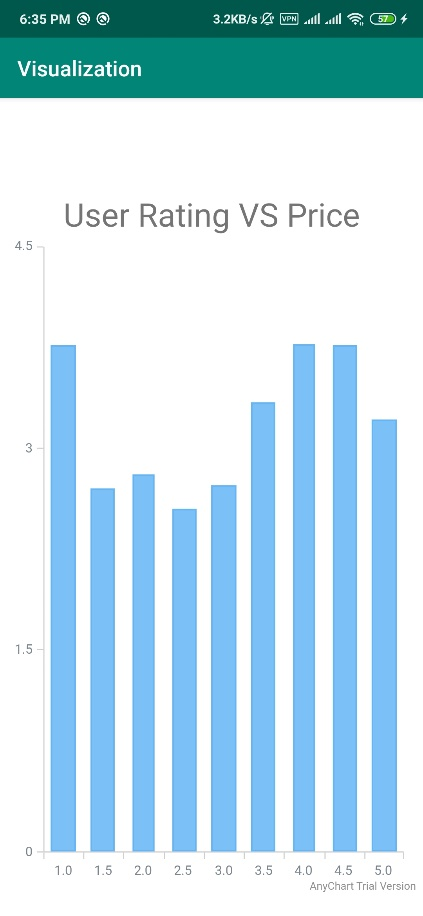 6:35 PM 3.2KB/s VPN 57
Visualization
User Rating VS Price
4.5
3
1.5
0
1.0 1.5 2.0 2.5 3.0 3.5 4.0 4.5 5.0
AnyChart Trial Version